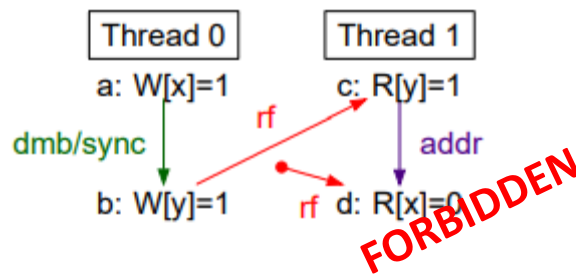 Thread 0
Thread 1
a: W[x]=1
c: R[y]=1
rf
dmb/sync
addr
b: W[y]=1
rf
d: R[x]=0
FORBIDDEN